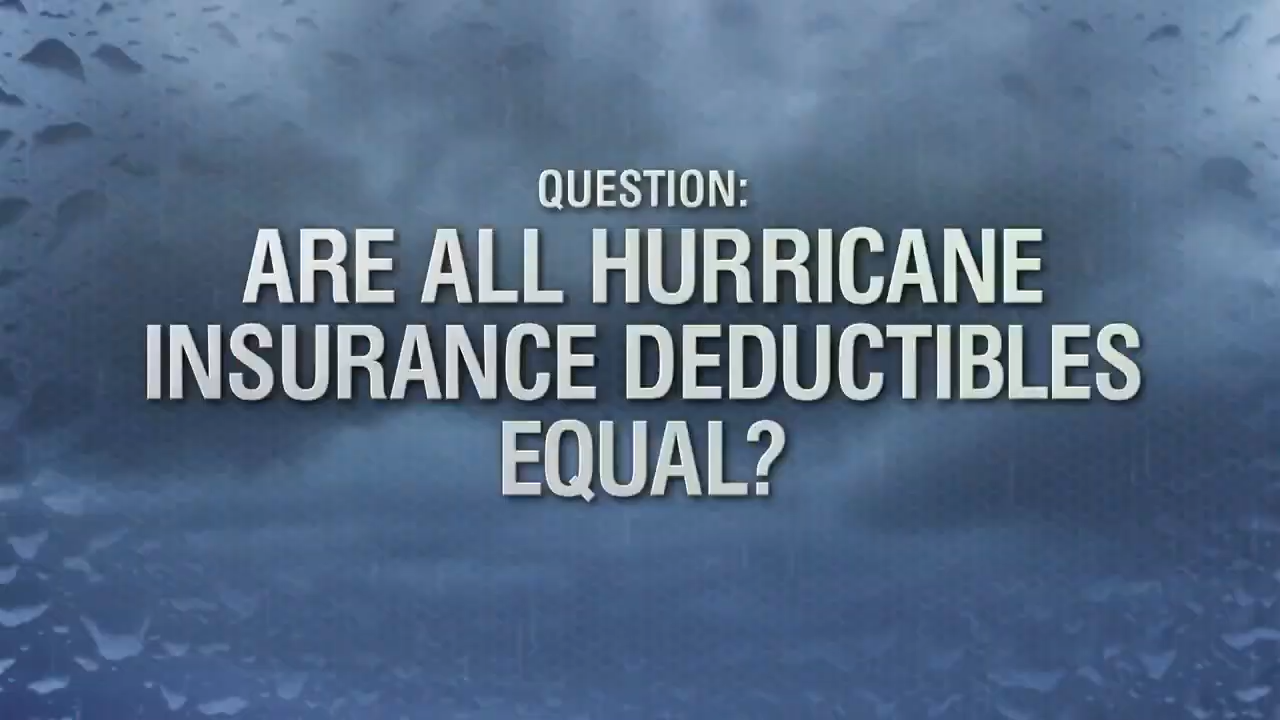 QUESTION:
ARE ALL HURRICANE
INSURANCE DEDUCTIBLES
EQUAL?